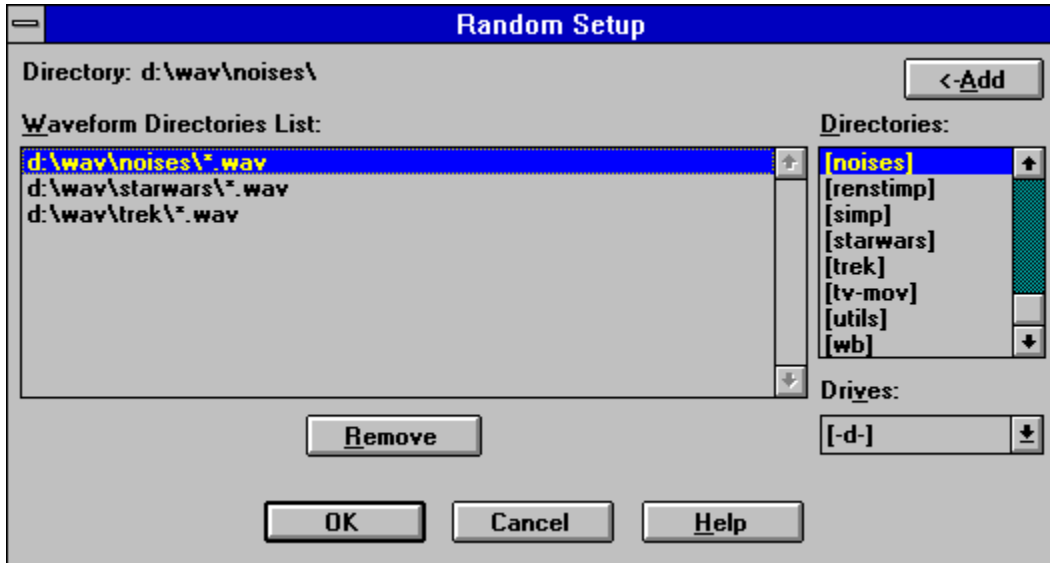 Random Setup
Directory: d:\wav\noises\
<-Add
Waveform Directories List:
d:\wav\noises\*.wav
d:\wav\starwars\*.wav
d:\wav\trek\*.wav
Remove
Directories:
[noises]
[renstimp]
[simp]
[starwars]
[trek]
[tv-mov]
[utils]
[wb]
Drives:
[-d-]
OK
Cancel
Help